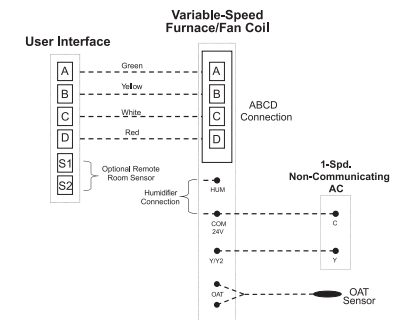 Variable-Speed
Furnace/Fan Coil
User Interface
A
Green
A
B
Yellow
B
C
White
C
D
Red
D
ABCD
Connection
S1
S2
Optional Remote
Room Sensor
Humidifier
Connection
HUM
COM
24V
Y/Y2
OAT
1-Spd.
Non-Communicating
AC
C
Y
OAT
Sensor